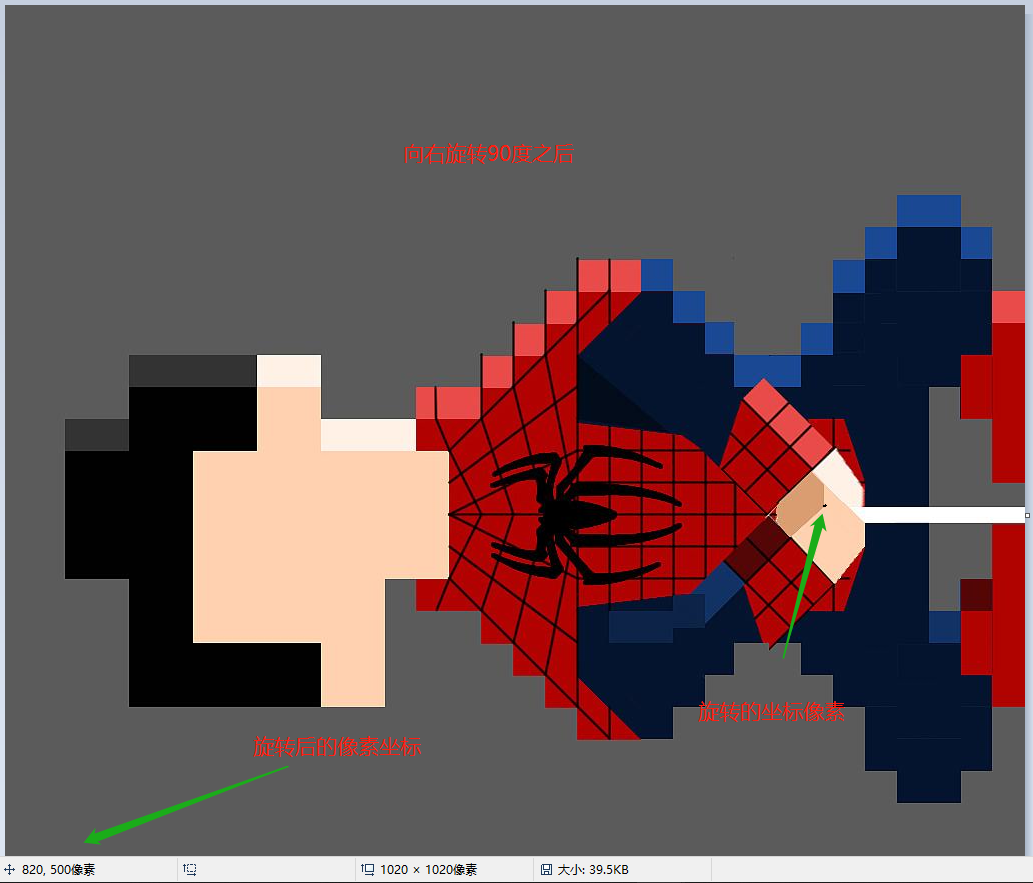 向右旋转90度之后
旋转的坐标像素
旋转后的像素坐标
820, 500像素
1020 × 1020像素
大小: 39.5KB